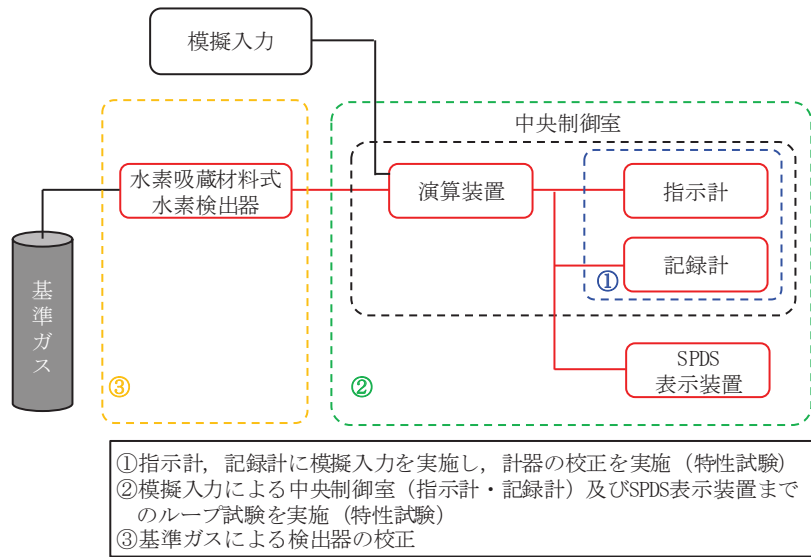 模擬入力
中央制御室
水素吸蔵材料式
水素検出器
演算装置
指示計
記録計
①
基準ガス
SPDS
表示装置
③
②
①指示計，記録計に模擬入力を実施し，計器の校正を実施（特性試験）
②模擬入力による中央制御室（指示計・記録計）及びSPDS表示装置まで
のループ試験を実施（特性試験）
③基準ガスによる検出器の校正